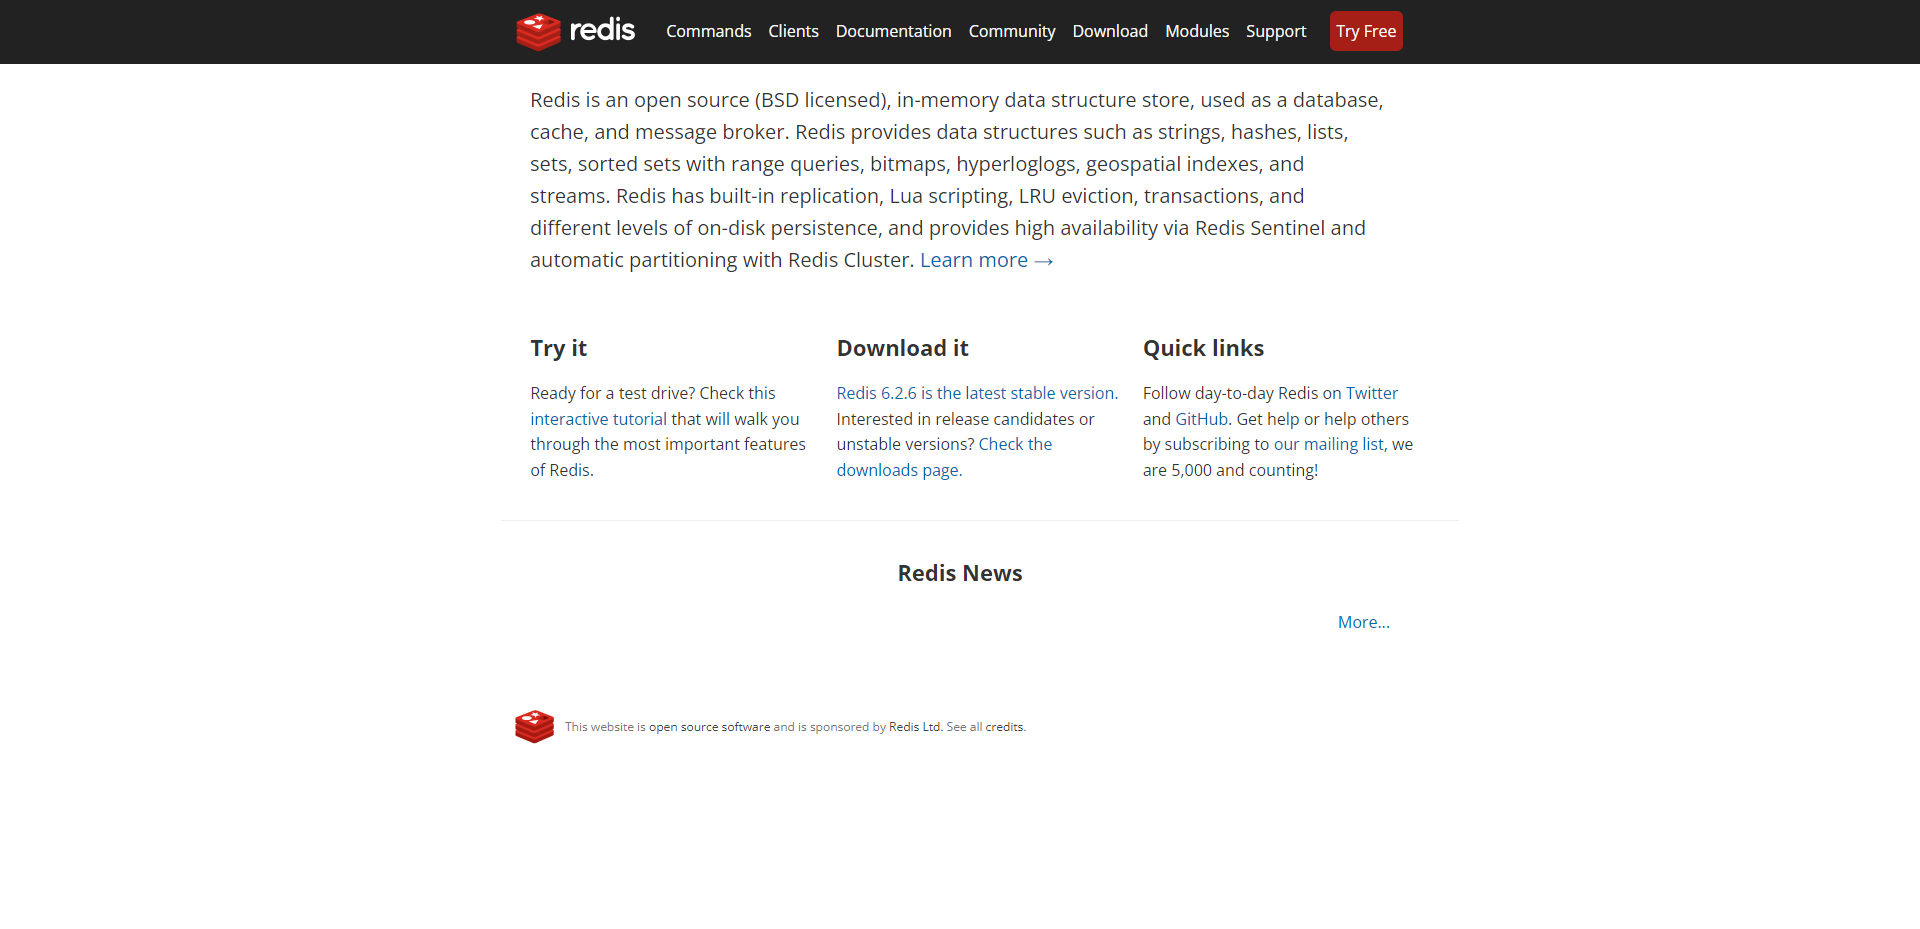 redis Commands Clients Documentation Community Download Modules Support Try Free
Redis is an open source (BSD licensed), in-memory data structure store, used as a database,
cache, and message broker. Redis provides data structures such as strings, hashes, lists,
sets, sorted sets with range queries, bitmaps, hyperloglogs, geospatial indexes, and
streams. Redis has built-in replication, Lua scripting, LRU eviction, transactions, and
different levels of on-disk persistence, and provides high availability via Redis Sentinel and
automatic partitioning with Redis Cluster. Learn more →
Try it
Ready for a test drive? Check this
interactive tutorial that will walk you
through the most important features
of Redis.
Download it
Redis 6.2.6 is the latest stable version.
Interested in release candidates or
unstable versions? Check the
downloads page.
Quick links
Follow day-to-day Redis on Twitter
and GitHub. Get help or help others
by subscribing to our mailing list, we
are 5,000 and counting!
Redis News
More...
This website is open source software and is sponsored by Redis Ltd. See all credits.